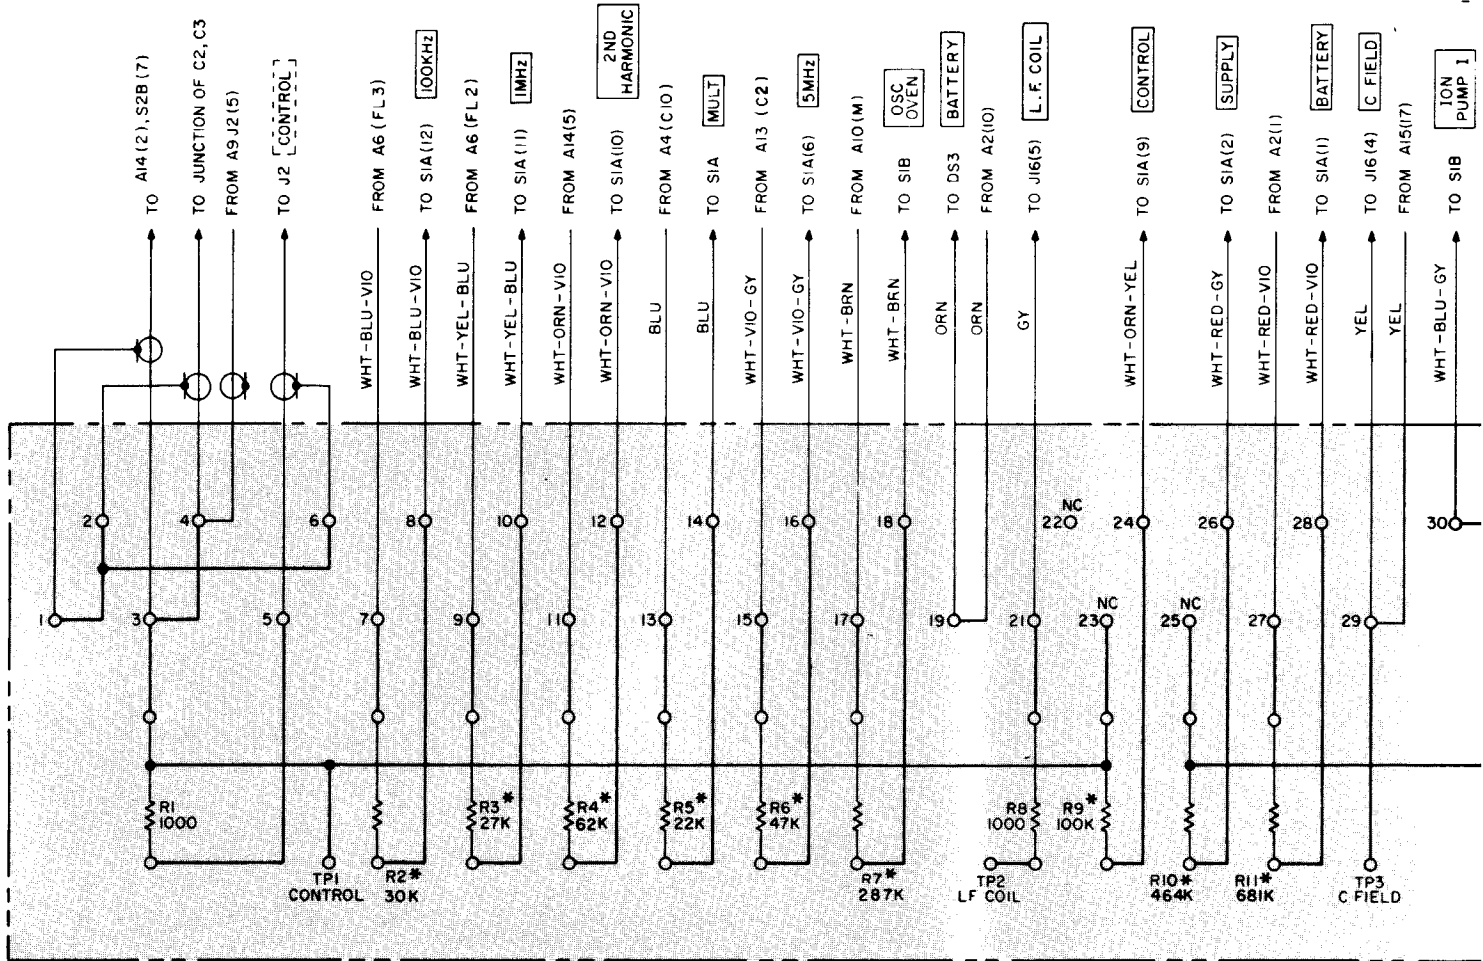 A14(2), S2B(7)
TO
TO JUNCTION OF C2, C3
FROM A9J2(5)
TO J2 CONTROL
FROM A6 (FL3)
TO S1A(12) 100KHz
FROM A6 (FL2)
TO S1A(11) 1MHz
FROM A14(5)
TO S1A(10) 2ND HARMONIC
FROM A4(C10)
TO S1A MULT
FROM A13 (C2)
TO S1A(6) 5MHz
FROM A10(M)
TO S1B OSC OVEN
TO DS3 BATTERY
FROM A2(10)
TO J16(5) L.F. COIL
TO S1A(9) CONTROL
TO S1A(2) SUPPLY
FROM A2(1)
TO S1A(1) BATTERY
TO J16(4) C FIELD
FROM A15(17)
TO S1B ION PUMP 1
WHT-BLU-VIO
WHT-BLU-VIO
WHT-YEL-BLU
WHT-YEL-BLU
WHT-ORN-VIO
WHT-ORN-VIO
BLU
BLU
WHT-VIO-GY
WHT-VIO-GY
WHT-BRN
WHT-BRN
ORN
ORN
GY
WHT-ORN-YEL
WHT-RED-GY
WHT-RED-VIO
WHT-RED-VIO
YEL
YEL
WHT-BLU-GY
2 4 6 8 10 12 14 16 18 22 NC 24 26 28 30
1 3 5 7 9 11 13 15 17 19 21 23 NC 25 NC 27 29
R1
1000
R3*
27K
R4*
62K
R5*
22K
R6*
47K
R8
1000
R9*
100K
TP1
CONTROL
R2*
30K
R7*
287K
TP2
LF COIL
R10*
464K
R11*
681K
TP3
C FIELD